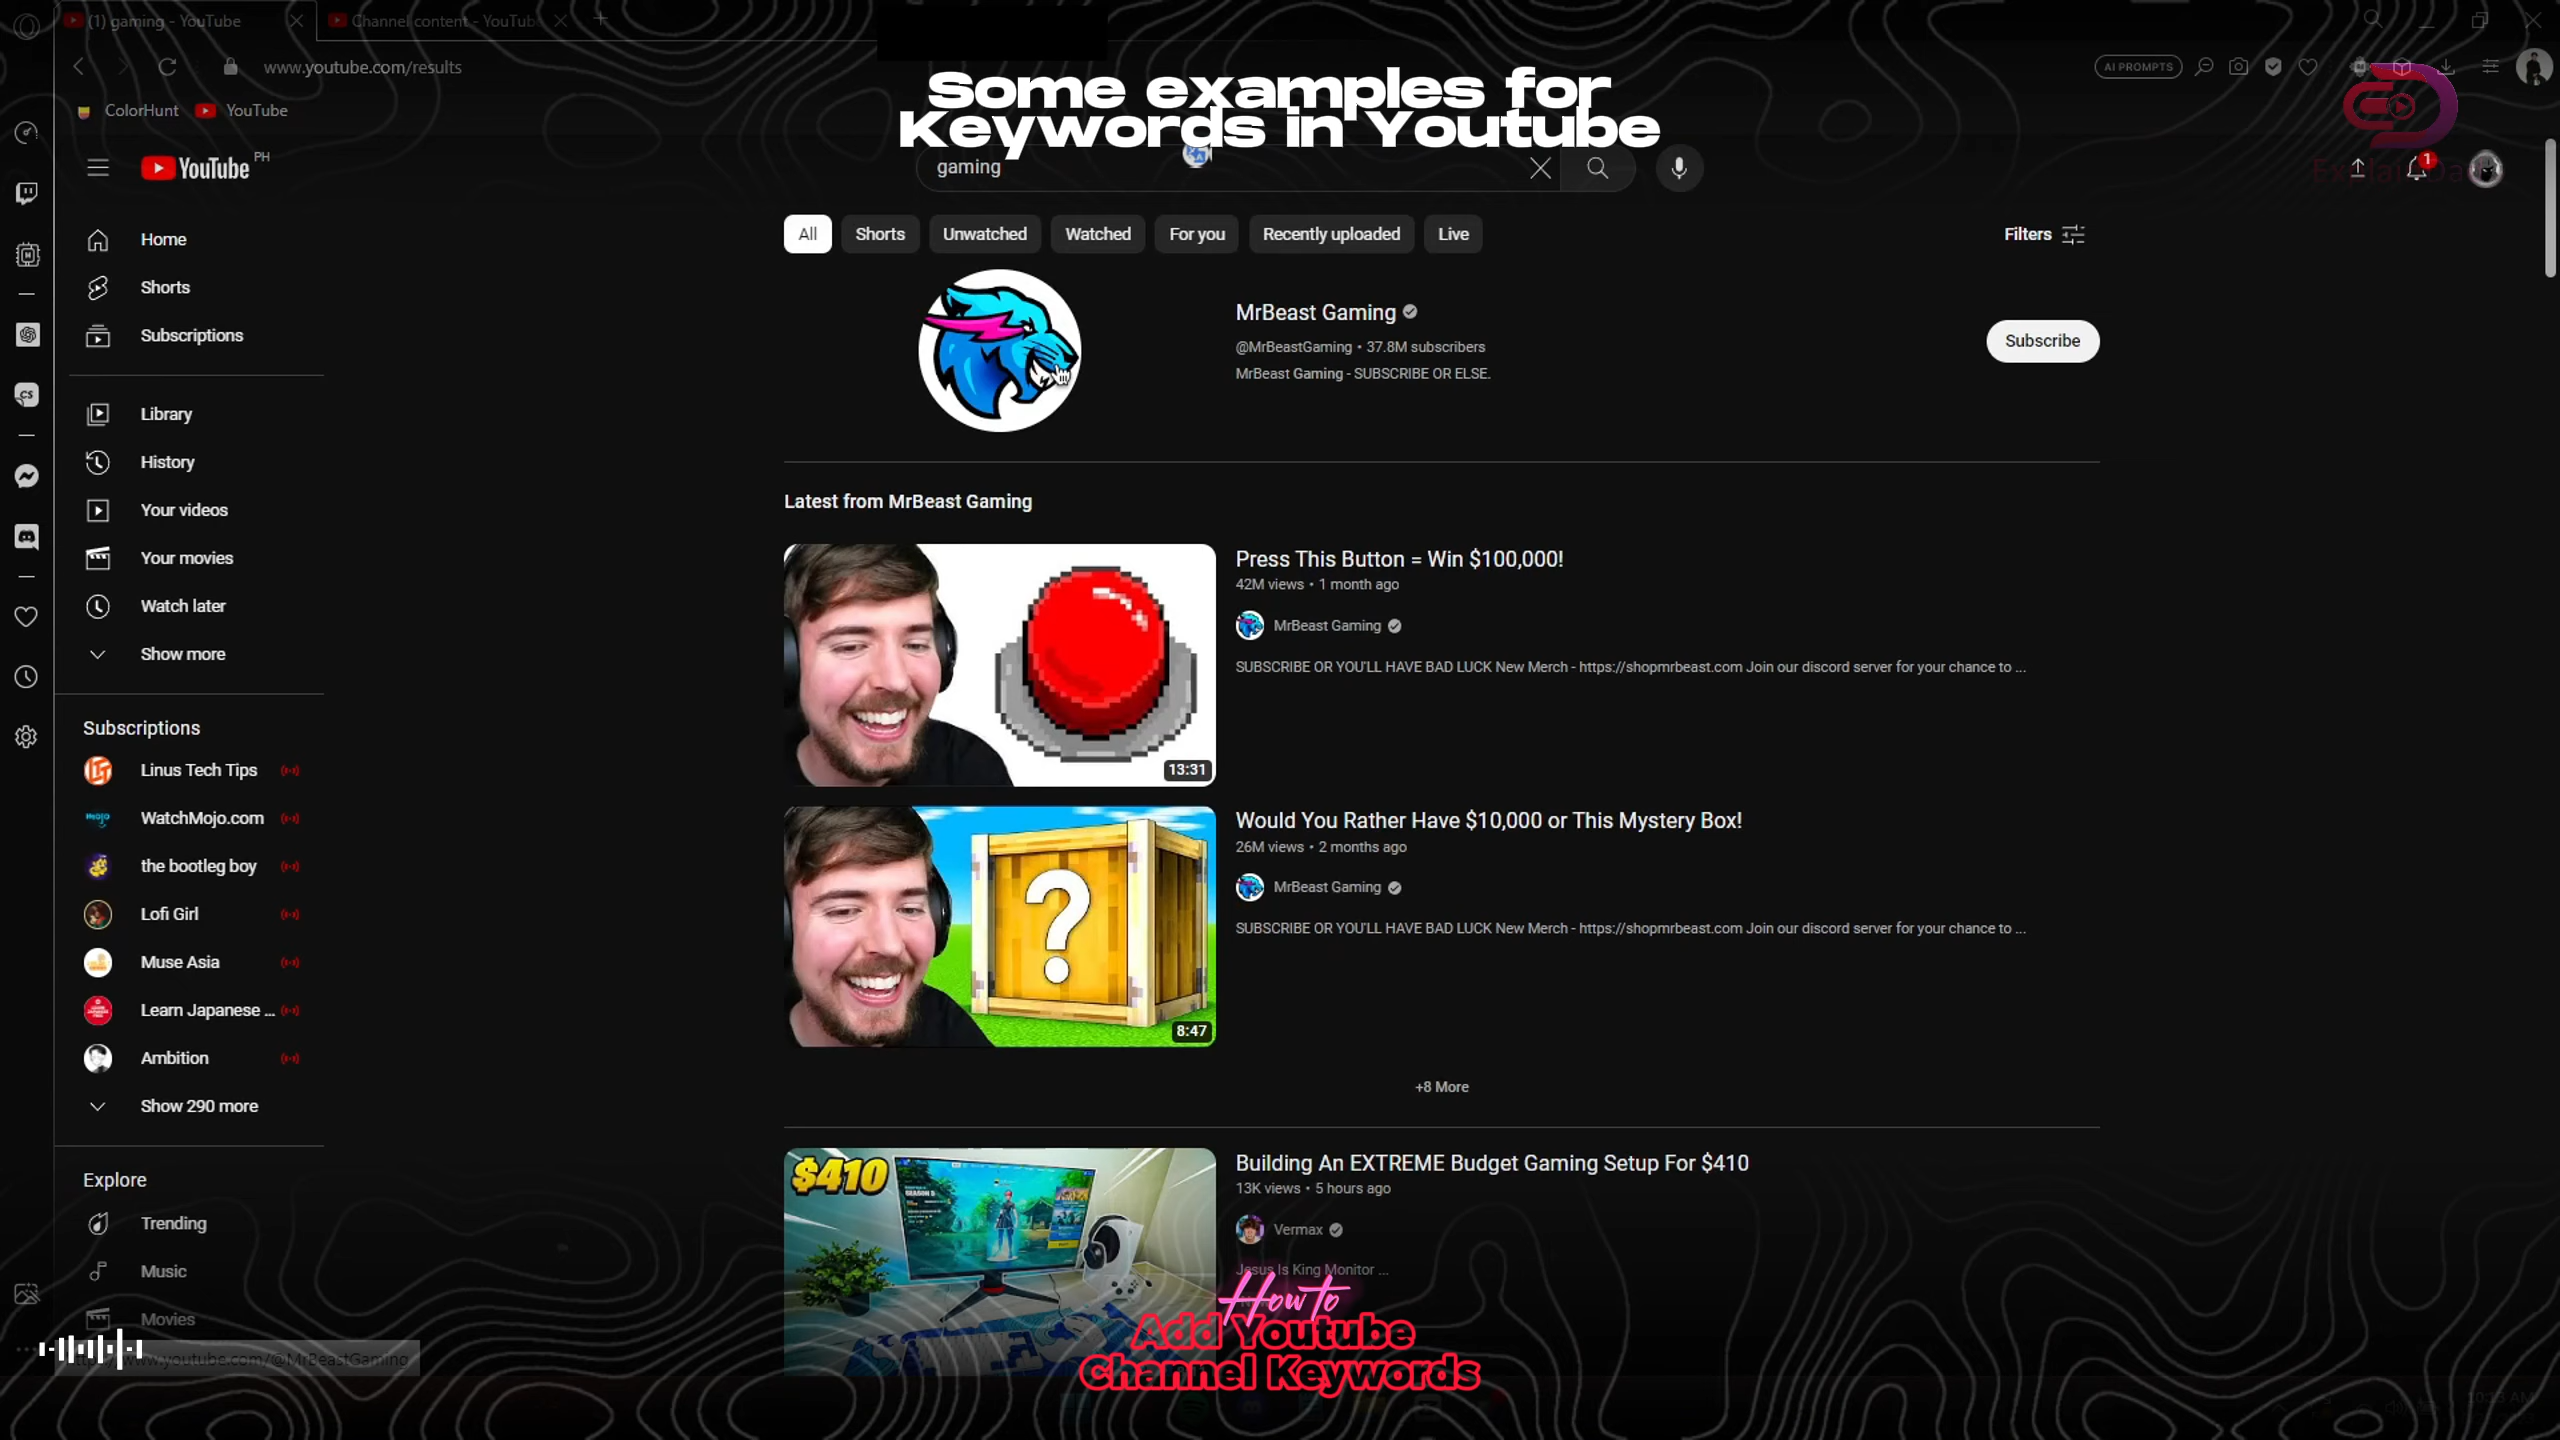 (1) gaming - YouTube
Channel content - YouTub
www.youtube.com/results
AI PROMPTS
ColorHunt
YouTube
Some examples for
Keywords in Youtube
YouTube PH
gaming
1
All
Shorts
Unwatched
Watched
For you
Recently uploaded
Live
Filters
Home
Shorts
Subscriptions
Library
History
Your videos
Your movies
Watch later
Show more
Subscriptions
Linus Tech Tips
WatchMojo.com
the bootleg boy
Lofi Girl
Muse Asia
Learn Japanese ...
Ambition
Show 290 more
Explore
Trending
Music
Movies
www.youtube.com/@MrBeastGaming
MrBeast Gaming
@MrBeastGaming • 37.8M subscribers
MrBeast Gaming - SUBSCRIBE OR ELSE.
Subscribe
Latest from MrBeast Gaming
13:31
Press This Button = Win $100,000!
42M views • 1 month ago
MrBeast Gaming
SUBSCRIBE OR YOU'LL HAVE BAD LUCK New Merch - https://shopmrbeast.com Join our discord server for your chance to ...
?
8:47
Would You Rather Have $10,000 or This Mystery Box!
26M views • 2 months ago
MrBeast Gaming
SUBSCRIBE OR YOU'LL HAVE BAD LUCK New Merch - https://shopmrbeast.com Join our discord server for your chance to ...
+8 More
$410
Building An EXTREME Budget Gaming Setup For $410
13K views • 5 hours ago
Vermax
Jesus Is King Monitor ...
How to
Add Youtube
Channel Keywords